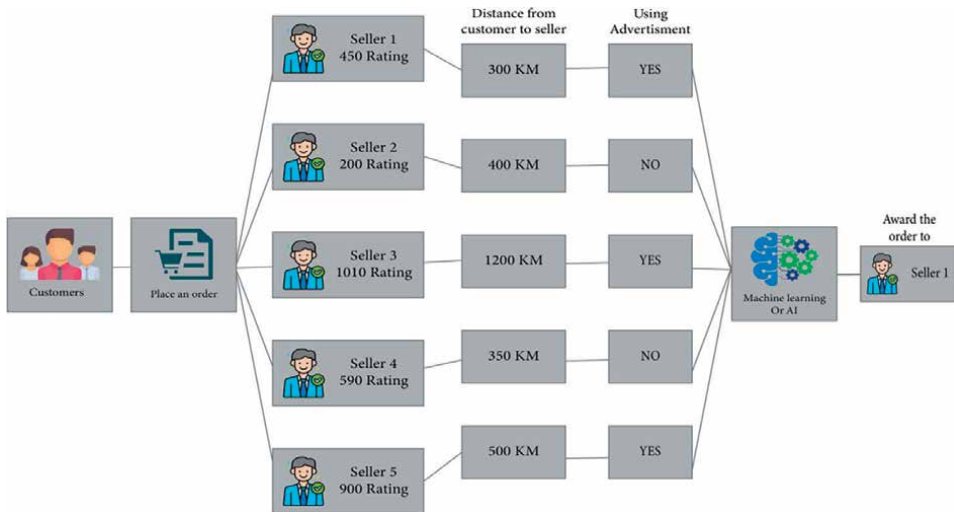 Distance from
customer to seller
Using
Advertisment
Seller 1
450 Rating
300 KM
YES
Seller 2
200 Rating
400 KM
NO
Customers
Place an order
Seller 3
1010 Rating
1200 KM
YES
Machine learning
Or AI
Award the
order to
Seller 1
Seller 4
590 Rating
350 KM
NO
Seller 5
900 Rating
500 KM
YES